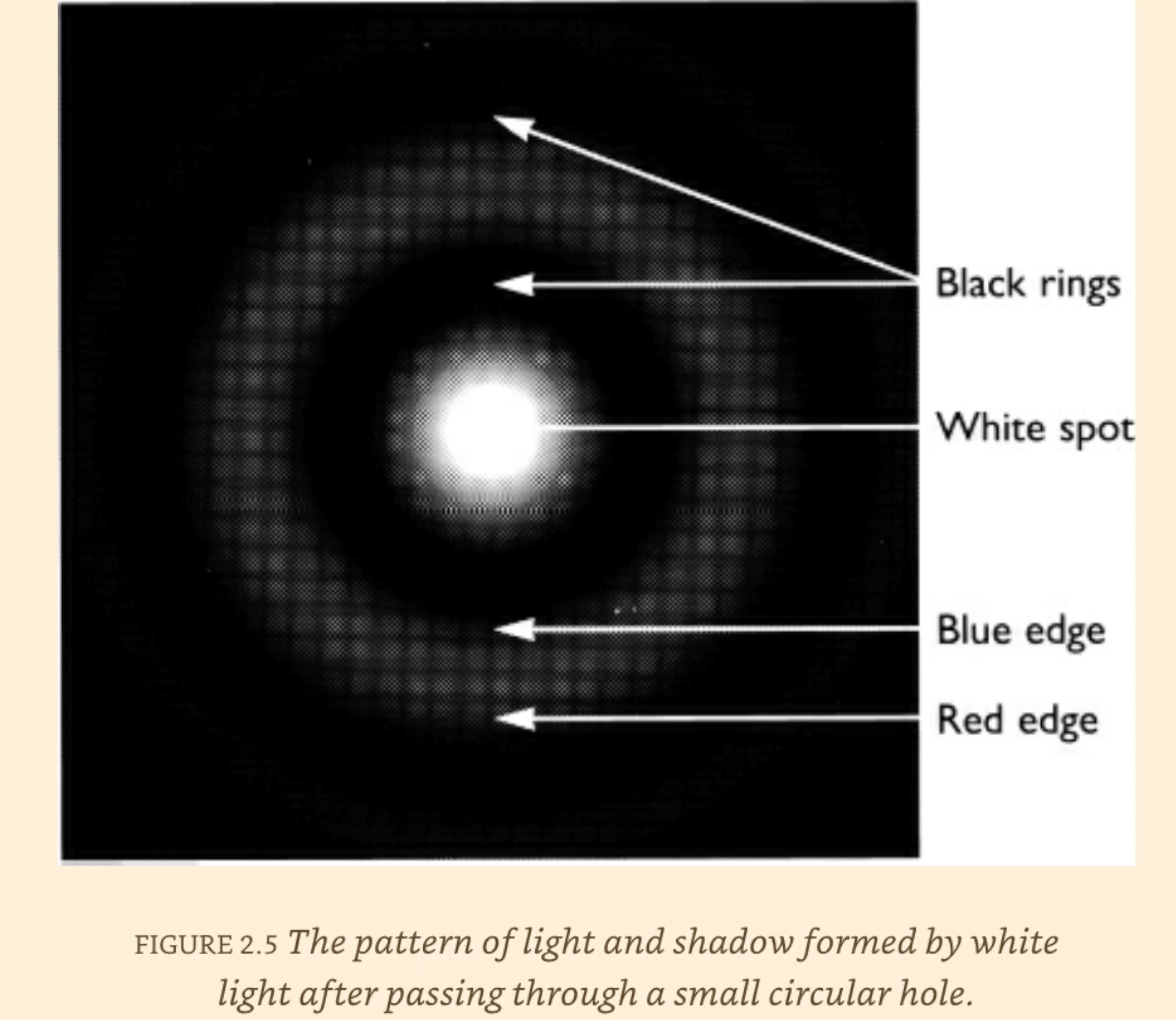 Black rings
White spot
Blue edge
Red edge
FIGURE 2.5 The pattern of light and shadow formed by white
light after passing through a small circular hole.